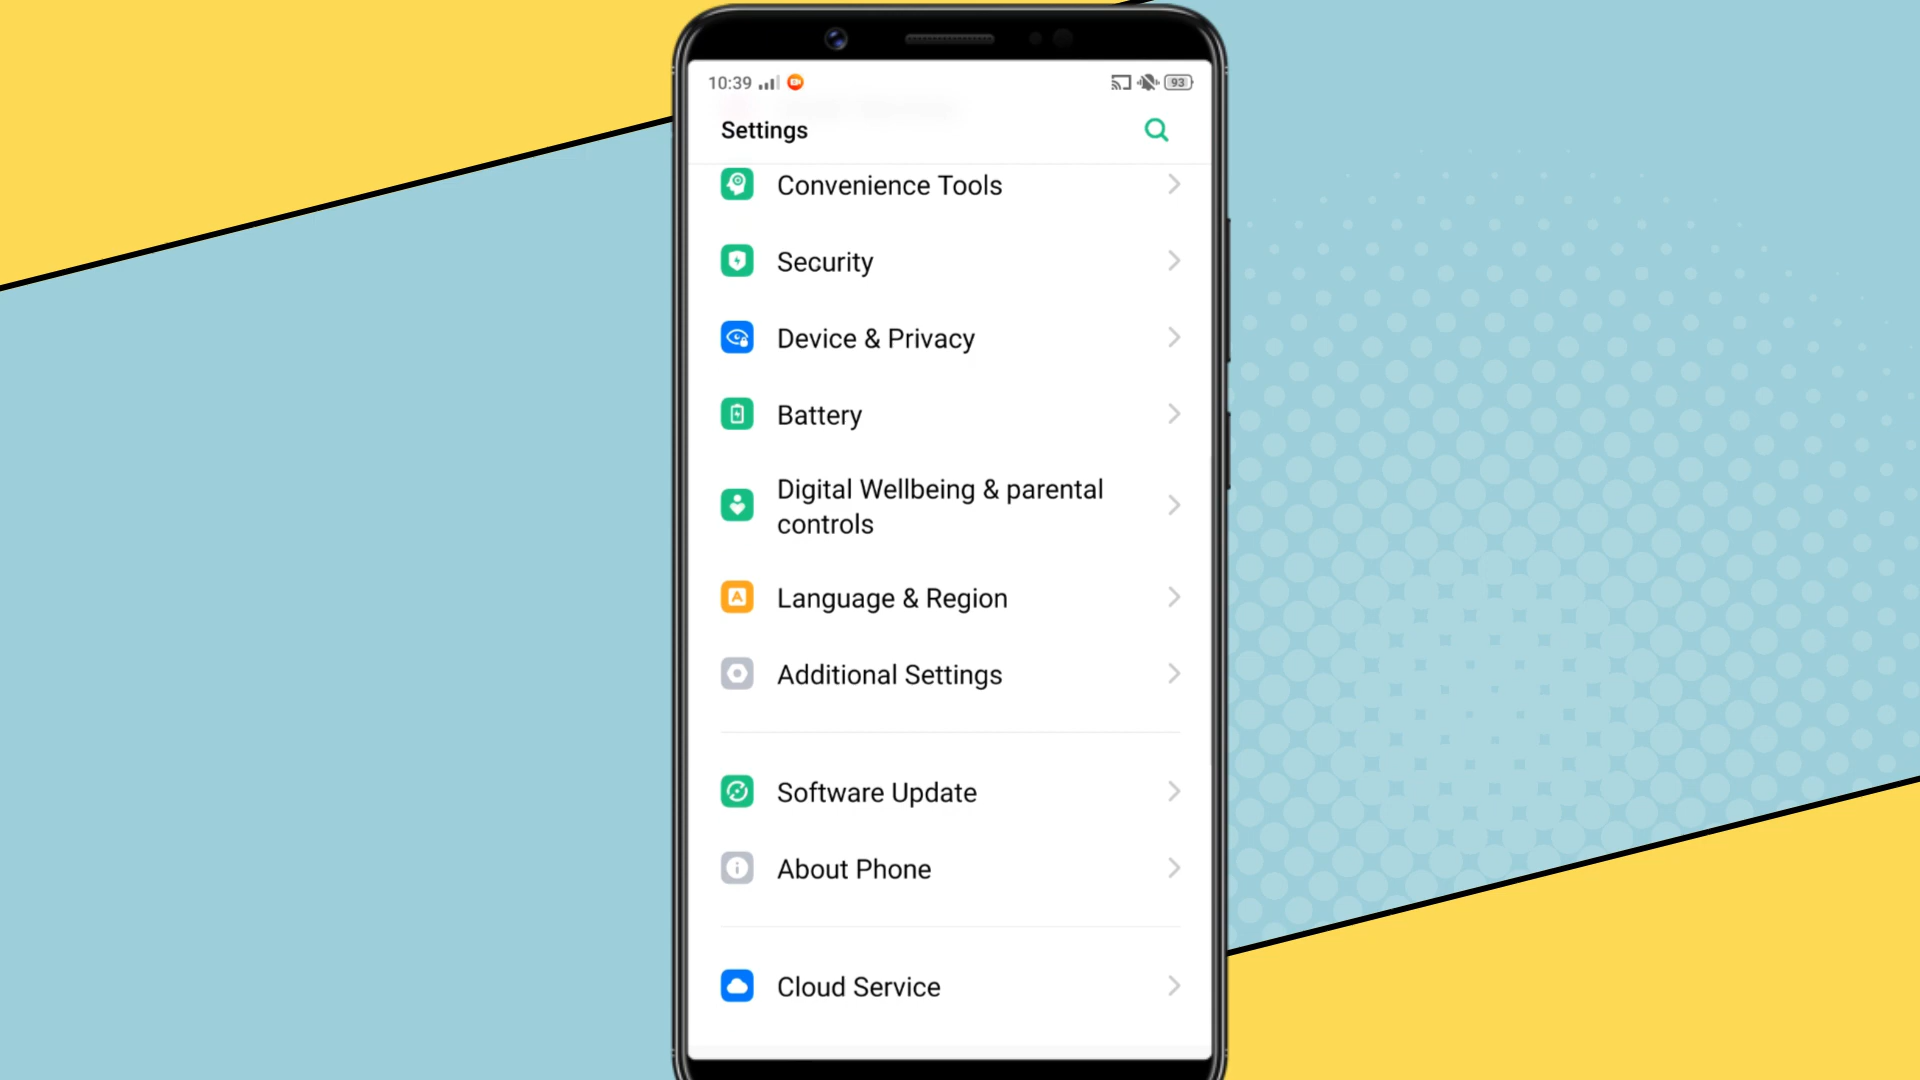 10:39
93
Settings
Convenience Tools
Security
Device & Privacy
Battery
Digital Wellbeing & parental
controls
Language & Region
Additional Settings
Software Update
About Phone
Cloud Service